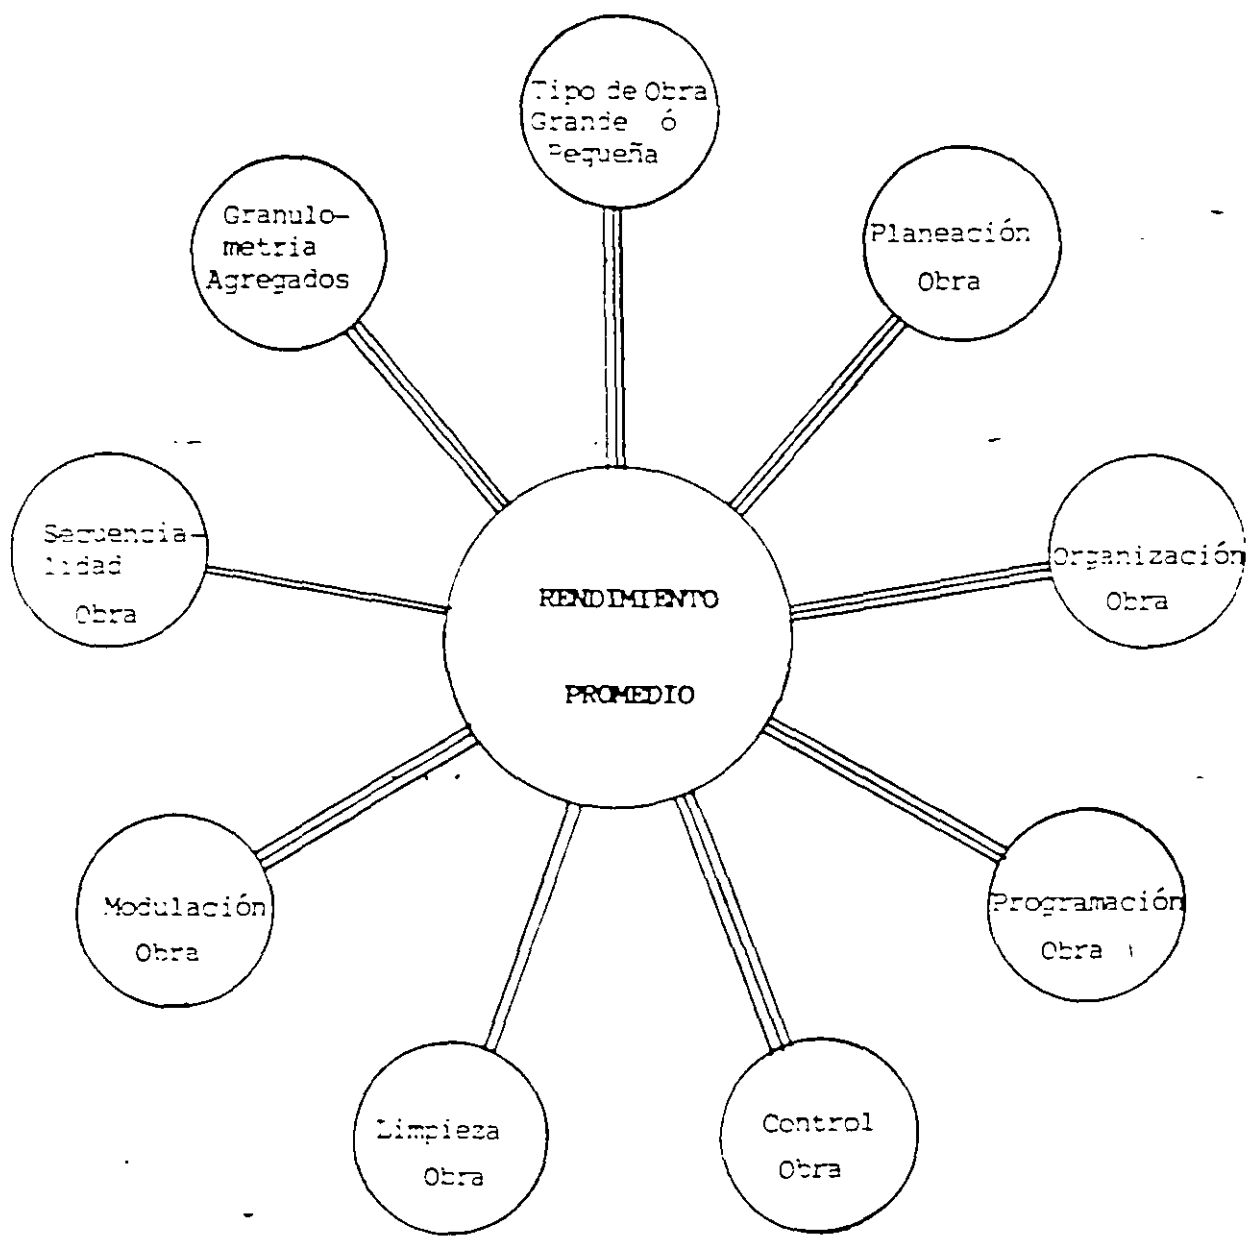 Tipo de Obra
Grande ó
Pequeña
Granulo-
metria
Agregados
Planeación
Obra
Secuencia-
lidad
Obra
Organización
Obra
RENDIMIENTO
PROMEDIO
Modulación
Obra
Programación
Obra
Limpieza
Obra
Control
Obra